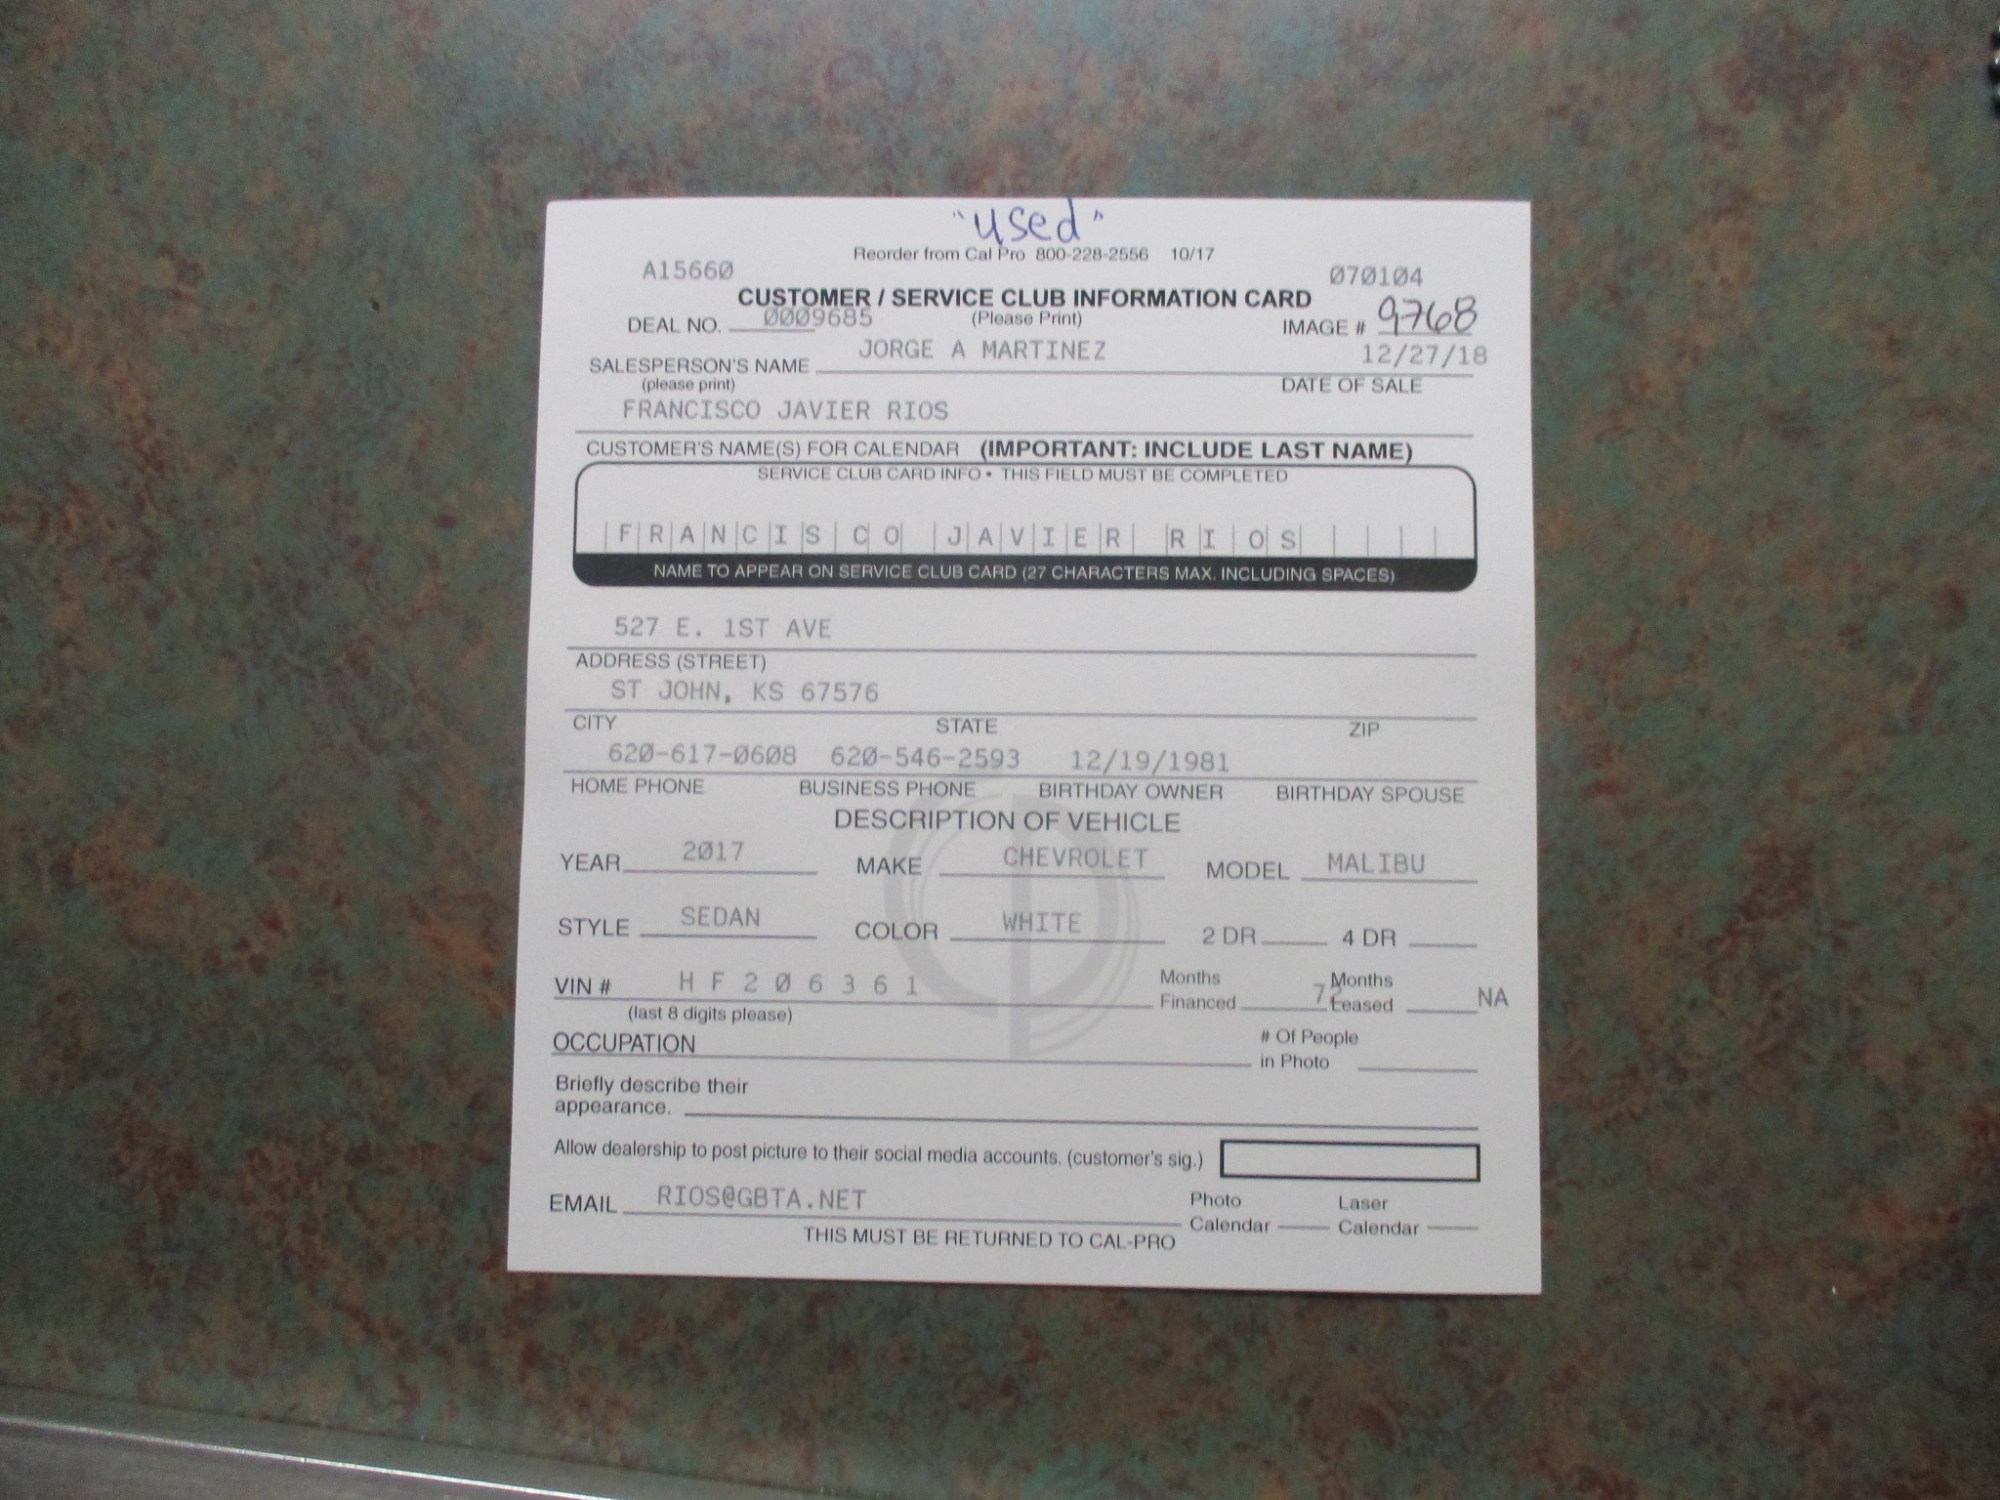 "used"
Reorder from Cal Pro 800-228-2556 10/17
A15660 070104
CUSTOMER / SERVICE CLUB INFORMATION CARD
DEAL NO. 0009685 (Please Print) IMAGE # 9768
SALESPERSON'S NAME JORGE A MARTINEZ 12/27/18
(please print) DATE OF SALE
FRANCISCO JAVIER RIOS
CUSTOMER'S NAME(S) FOR CALENDAR (IMPORTANT: INCLUDE LAST NAME)
SERVICE CLUB CARD INFO • THIS FIELD MUST BE COMPLETED
FRANCISCO JAVIER RIOS
NAME TO APPEAR ON SERVICE CLUB CARD (27 CHARACTERS MAX. INCLUDING SPACES)
527 E. 1ST AVE
ADDRESS (STREET)
ST JOHN, KS 67576
CITY STATE ZIP
620-617-0608 620-546-2593 12/19/1981
HOME PHONE BUSINESS PHONE BIRTHDAY OWNER BIRTHDAY SPOUSE
DESCRIPTION OF VEHICLE
YEAR 2017 MAKE CHEVROLET MODEL MALIBU
STYLE SEDAN COLOR WHITE 2 DR 4 DR
VIN # HF206361 Months Financed Months Leased NA
(last 8 digits please)
OCCUPATION # Of People in Photo
Briefly describe their
appearance.
Allow dealership to post picture to their social media accounts. (customer's sig.)
EMAIL RIOS@GBTA.NET Photo Calendar Laser Calendar
THIS MUST BE RETURNED TO CAL-PRO